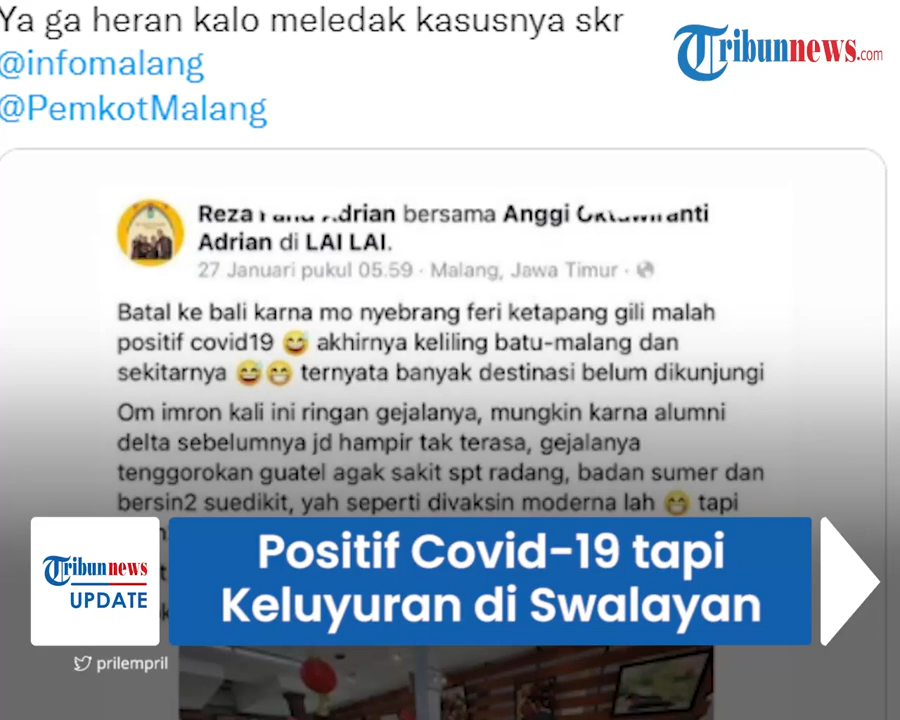 Ya ga heran kalo meledak kasusnya skr
@infomalang
@PemkotMalang
Tribunnews.com
Reza Adrian bersama Anggi
Adrian di LAI LAI.
27 Januari pukul 05.59 · Malang, Jawa Timur ·
Batal ke bali karna mo nyebrang feri ketapang gili malah
positif covid19 😅 akhirnya keliling batu-malang dan
sekitarnya 😅😁 ternyata banyak destinasi belum dikunjungi
Om imron kali ini ringan gejalanya, mungkin karna alumni
delta sebelumnya jd hampir tak terasa, gejalanya
tenggorokan guatel agak sakit spt radang, badan sumer dan
bersin2 suedikit, yah seperti divaksin moderna lah 😁 tapi
Tribunnews
UPDATE
Positif Covid-19 tapi
Keluyuran di Swalayan
prilempril